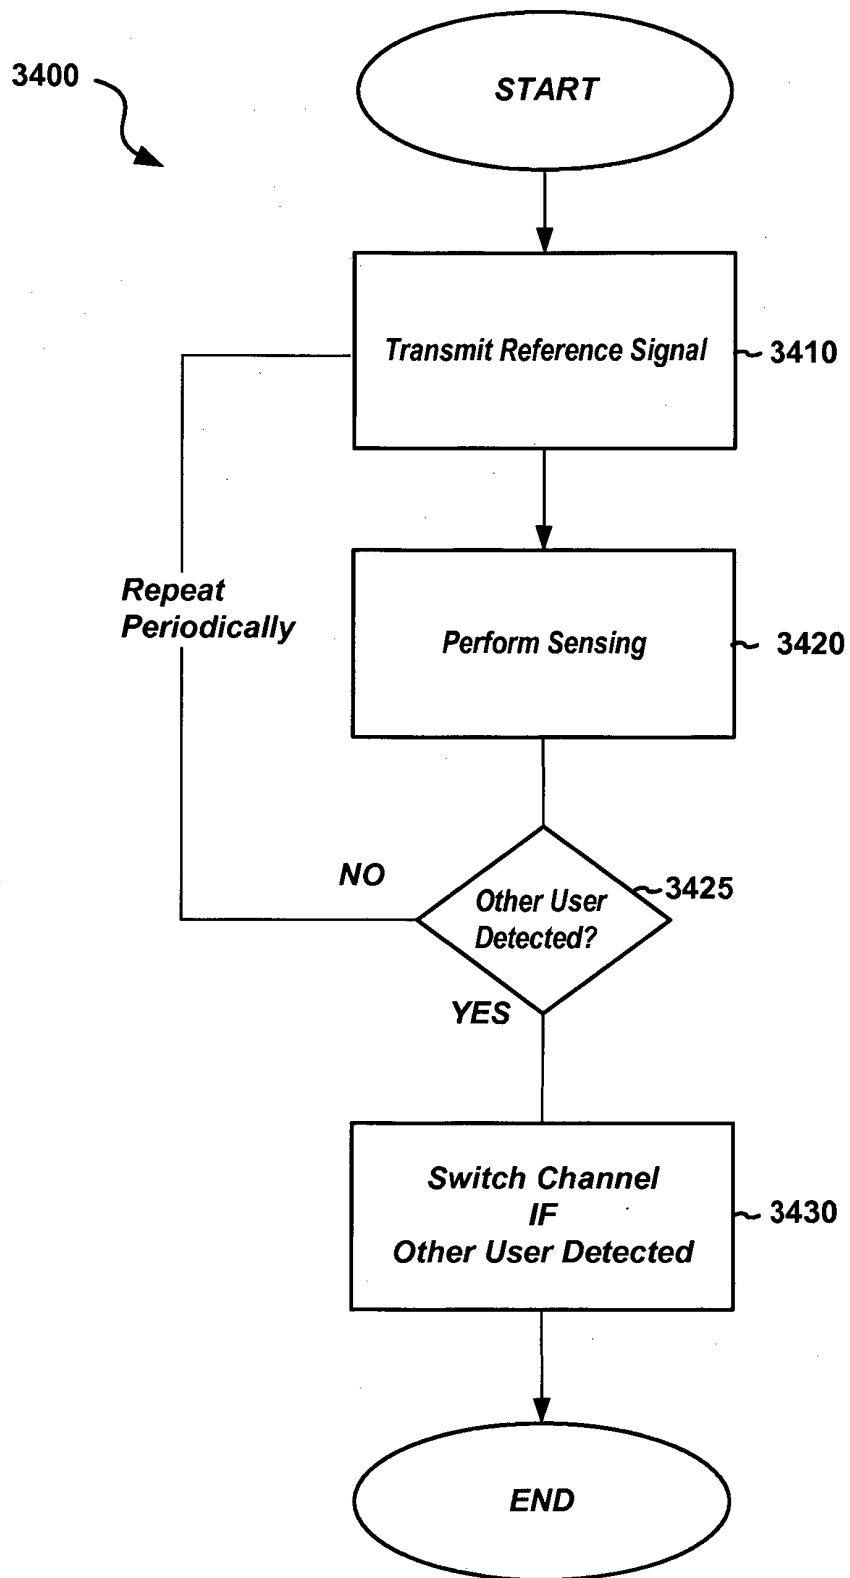 3400
START
Transmit Reference Signal
3410
Repeat
Periodically
Perform Sensing
3420
NO
Other User
Detected?
3425
YES
Switch Channel
IF
Other User Detected
3430
END